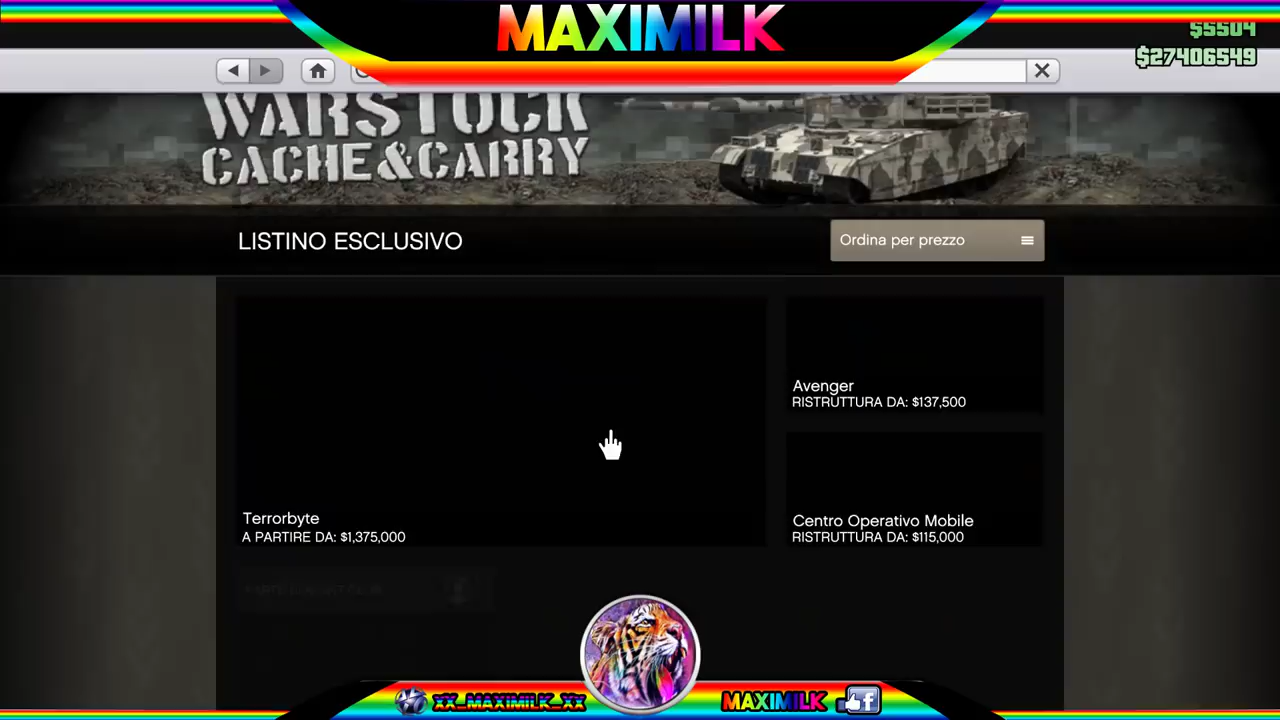 MAXIMILK
$5504
$27406549
WARSTOCK
CACHE&CARRY
LISTINO ESCLUSIVO
Ordina per prezzo
Avenger
RISTRUTTURA DA: $137,500
Terrorbyte
A PARTIRE DA: $1,375,000
Centro Operativo Mobile
RISTRUTTURA DA: $115,000
XX_MAXIMILK_XX
MAXIMILK